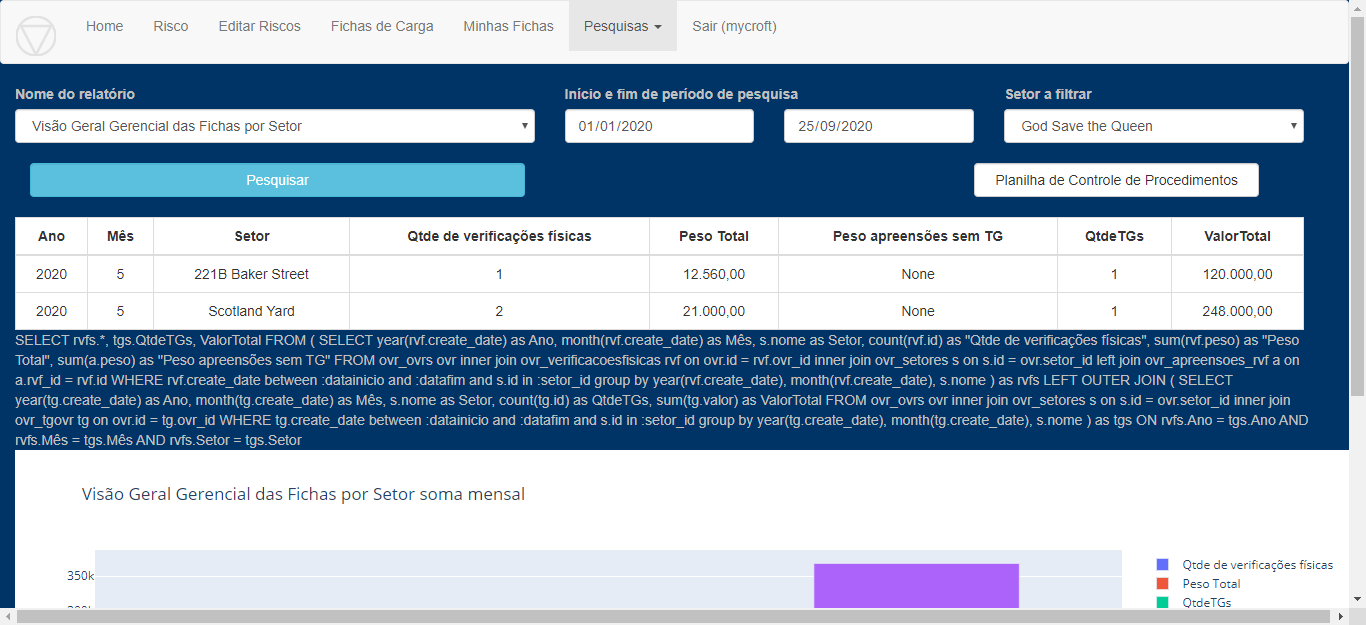 Home Risco Editar Riscos Fichas de Carga Minhas Fichas Pesquisas Sair (mycroft)
Nome do relatório Início e fim de período de pesquisa Setor a filtrar
Visão Geral Gerencial das Fichas por Setor 01/01/2020 25/09/2020 God Save the Queen
Pesquisar Planilha de Controle de Procedimentos
Ano Mês Setor Qtde de verificações físicas Peso Total Peso apreensões sem TG QtdeTGs ValorTotal
2020 5 221B Baker Street 1 12.560,00 None 1 120.000,00
2020 5 Scotland Yard 2 21.000,00 None 1 248.000,00
SELECT rvfs.*, tgs.QtdeTGs, ValorTotal FROM ( SELECT year(rvf.create_date) as Ano, month(rvf.create_date) as Mês, s.nome as Setor, count(rvf.id) as "Qtde de verificações físicas", sum(rvf.peso) as "Peso
Total", sum(a.peso) as "Peso apreensões sem TG" FROM ovr_ovrs ovr inner join ovr_verificacoesfisicas rvf on ovr.id = rvf.ovr_id inner join ovr_setores s on s.id = ovr.setor_id left join ovr_apreensoes_rvf a on
a.rvf_id = rvf.id WHERE rvf.create_date between :datainicio and :datafim and s.id in :setor_id group by year(rvf.create_date), month(rvf.create_date), s.nome ) as rvfs LEFT OUTER JOIN ( SELECT
year(tg.create_date) as Ano, month(tg.create_date) as Mês, s.nome as Setor, count(tg.id) as QtdeTGs, sum(tg.valor) as ValorTotal FROM ovr_ovrs ovr inner join ovr_setores s on s.id = ovr.setor_id inner join
ovr_tgovr tg on ovr.id = tg.ovr_id WHERE tg.create_date between :datainicio and :datafim and s.id in :setor_id group by year(tg.create_date), month(tg.create_date), s.nome ) as tgs ON rvfs.Ano = tgs.Ano AND
rvfs.Mês = tgs.Mês AND rvfs.Setor = tgs.Setor
Visão Geral Gerencial das Fichas por Setor soma mensal
350k
Qtde de verificações físicas
Peso Total
QtdeTGs